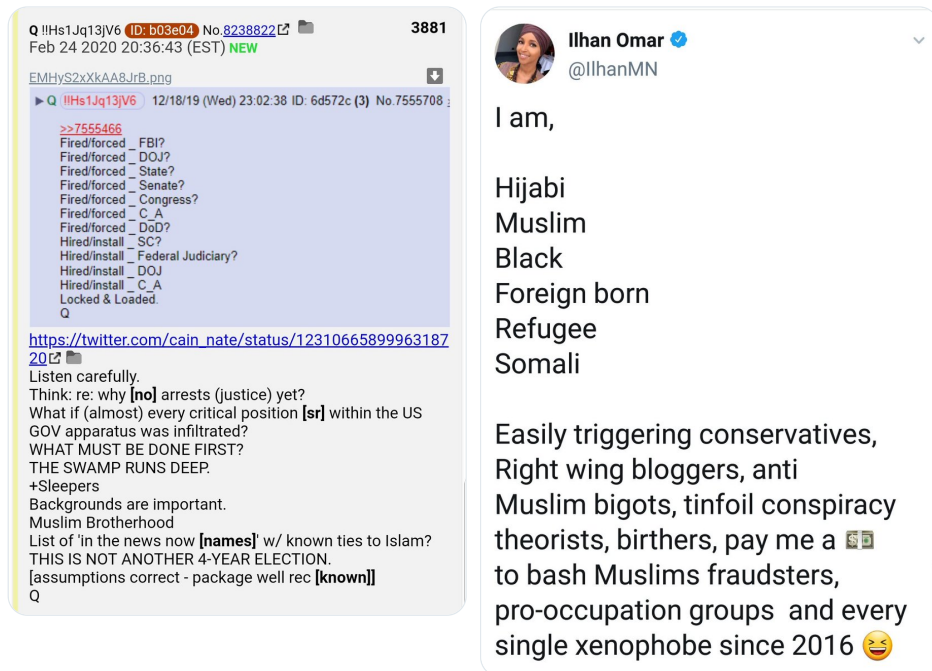 Q !!Hs1Jq13jV6 ID: b03e04 No.8238822 3881
Feb 24 2020 20:36:43 (EST) NEW
EMHyS2xXkAA8JrB.png
Q !!Hs1Jq13jV6 12/18/19 (Wed) 23:02:38 ID: 6d572c (3) No.7555708
>>7555466
Fired/forced _ FBI?
Fired/forced _ DOJ?
Fired/forced _ State?
Fired/forced _ Senate?
Fired/forced _ Congress?
Fired/forced _ C_A
Fired/forced _ DoD?
Hired/install _ SC?
Hired/install _ Federal Judiciary?
Hired/install _ DOJ
Hired/install _ C_A
Locked & Loaded.
Q
https://twitter.com/cain_nate/status/12310665899963187
20
Listen carefully.
Think: re: why [no] arrests (justice) yet?
What if (almost) every critical position [sr] within the US
GOV apparatus was infiltrated?
WHAT MUST BE DONE FIRST?
THE SWAMP RUNS DEEP.
+Sleepers
Backgrounds are important.
Muslim Brotherhood
List of 'in the news now [names]' w/ known ties to Islam?
THIS IS NOT ANOTHER 4-YEAR ELECTION.
[assumptions correct - package well rec [known]]
Q
Ilhan Omar
@IlhanMN
I am,
Hijabi
Muslim
Black
Foreign born
Refugee
Somali
Easily triggering conservatives,
Right wing bloggers, anti
Muslim bigots, tinfoil conspiracy
theorists, birthers, pay me a 💵
to bash Muslims fraudsters,
pro-occupation groups and every
single xenophobe since 2016 😆